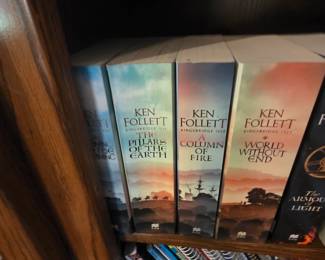 KEN
FOLLETT
KINGSBRIDGE
THE PILLARS
OF THE EARTH
KEN
FOLLETT
KINGSBRIDGE
A
COLUMN
OF
FIRE
KEN
FOLLETT
KINGSBRIDGE
WORLD
WITHOUT
END
The
ARMOUR
of
LIGHT